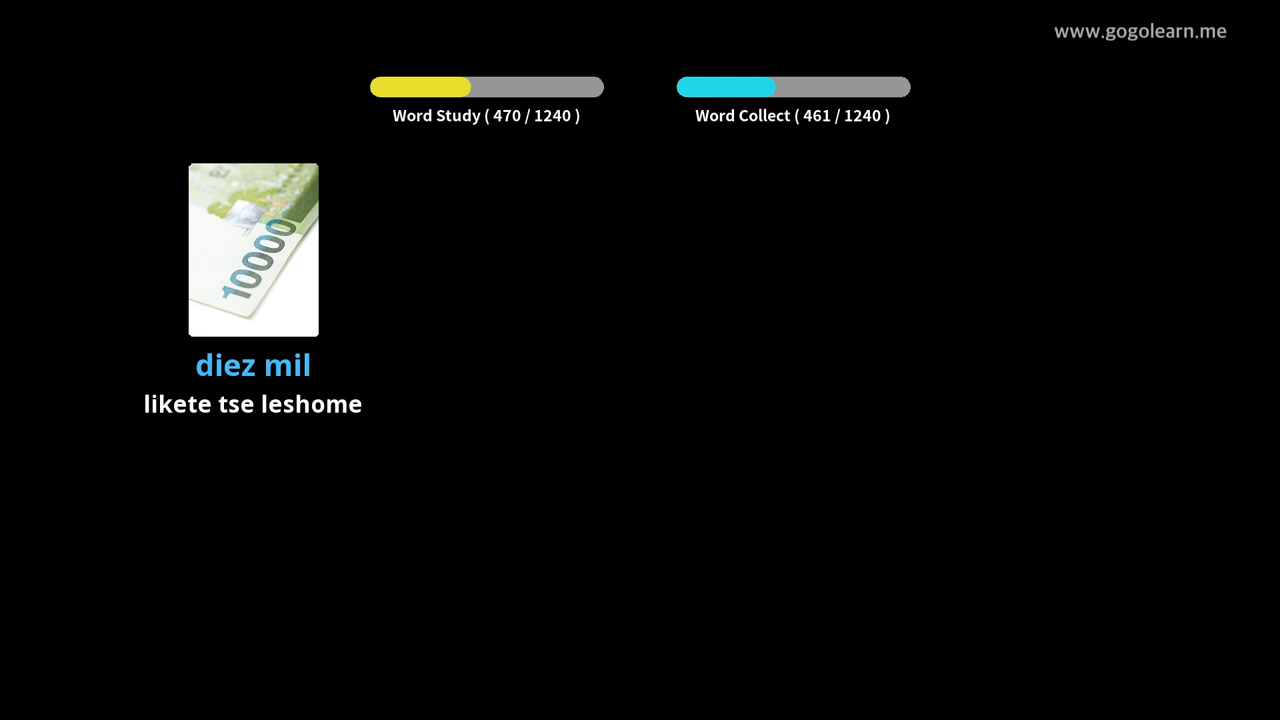 www.gogolearn.me
Word Study ( 470 / 1240 )
Word Collect ( 461 / 1240 )
10000
diez mil
likete tse leshome